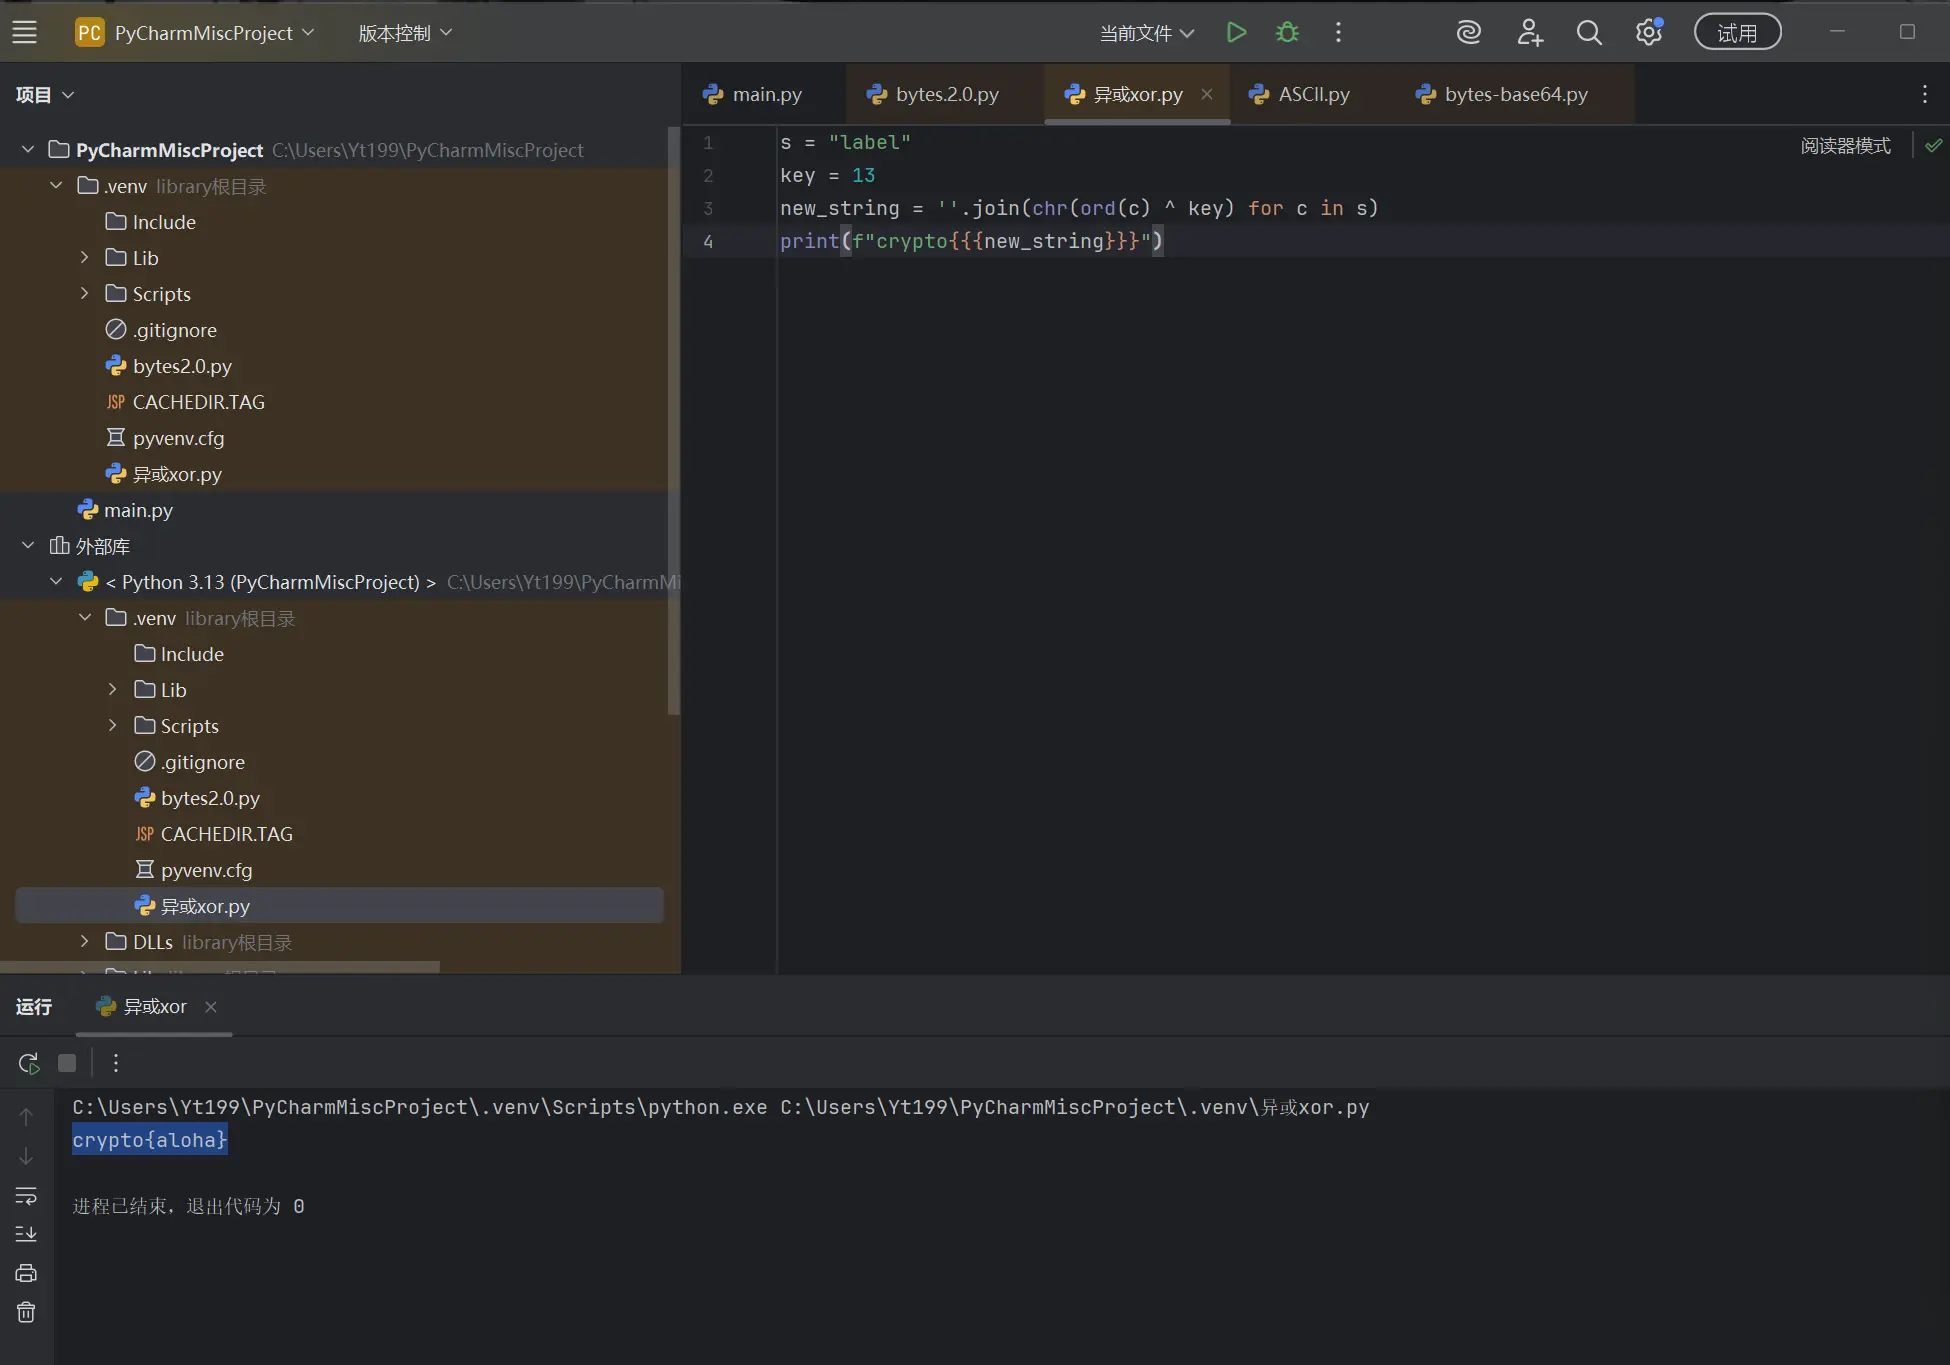 PC PyCharmMiscProject 版本控制 当前文件 试用
项目
main.py bytes.2.0.py 异或xor.py ASCII.py bytes-base64.py
PyCharmMiscProject C:\Users\Yt199\PyCharmMiscProject
.venv library根目录
Include
Lib
Scripts
.gitignore
bytes2.0.py
JSP CACHEDIR.TAG
pyvenv.cfg
异或xor.py
main.py
外部库
< Python 3.13 (PyCharmMiscProject) > C:\Users\Yt199\PyCharmMi
.venv library根目录
Include
Lib
Scripts
.gitignore
bytes2.0.py
JSP CACHEDIR.TAG
pyvenv.cfg
异或xor.py
DLLs library根目录
1 s = "label"
2 key = 13
3 new_string = ''.join(chr(ord(c) ^ key) for c in s)
4 print(f"crypto{{{new_string}}}")
阅读器模式
运行 异或xor
C:\Users\Yt199\PyCharmMiscProject\.venv\Scripts\python.exe C:\Users\Yt199\PyCharmMiscProject\.venv\异或xor.py
crypto{aloha}
进程已结束，退出代码为 0